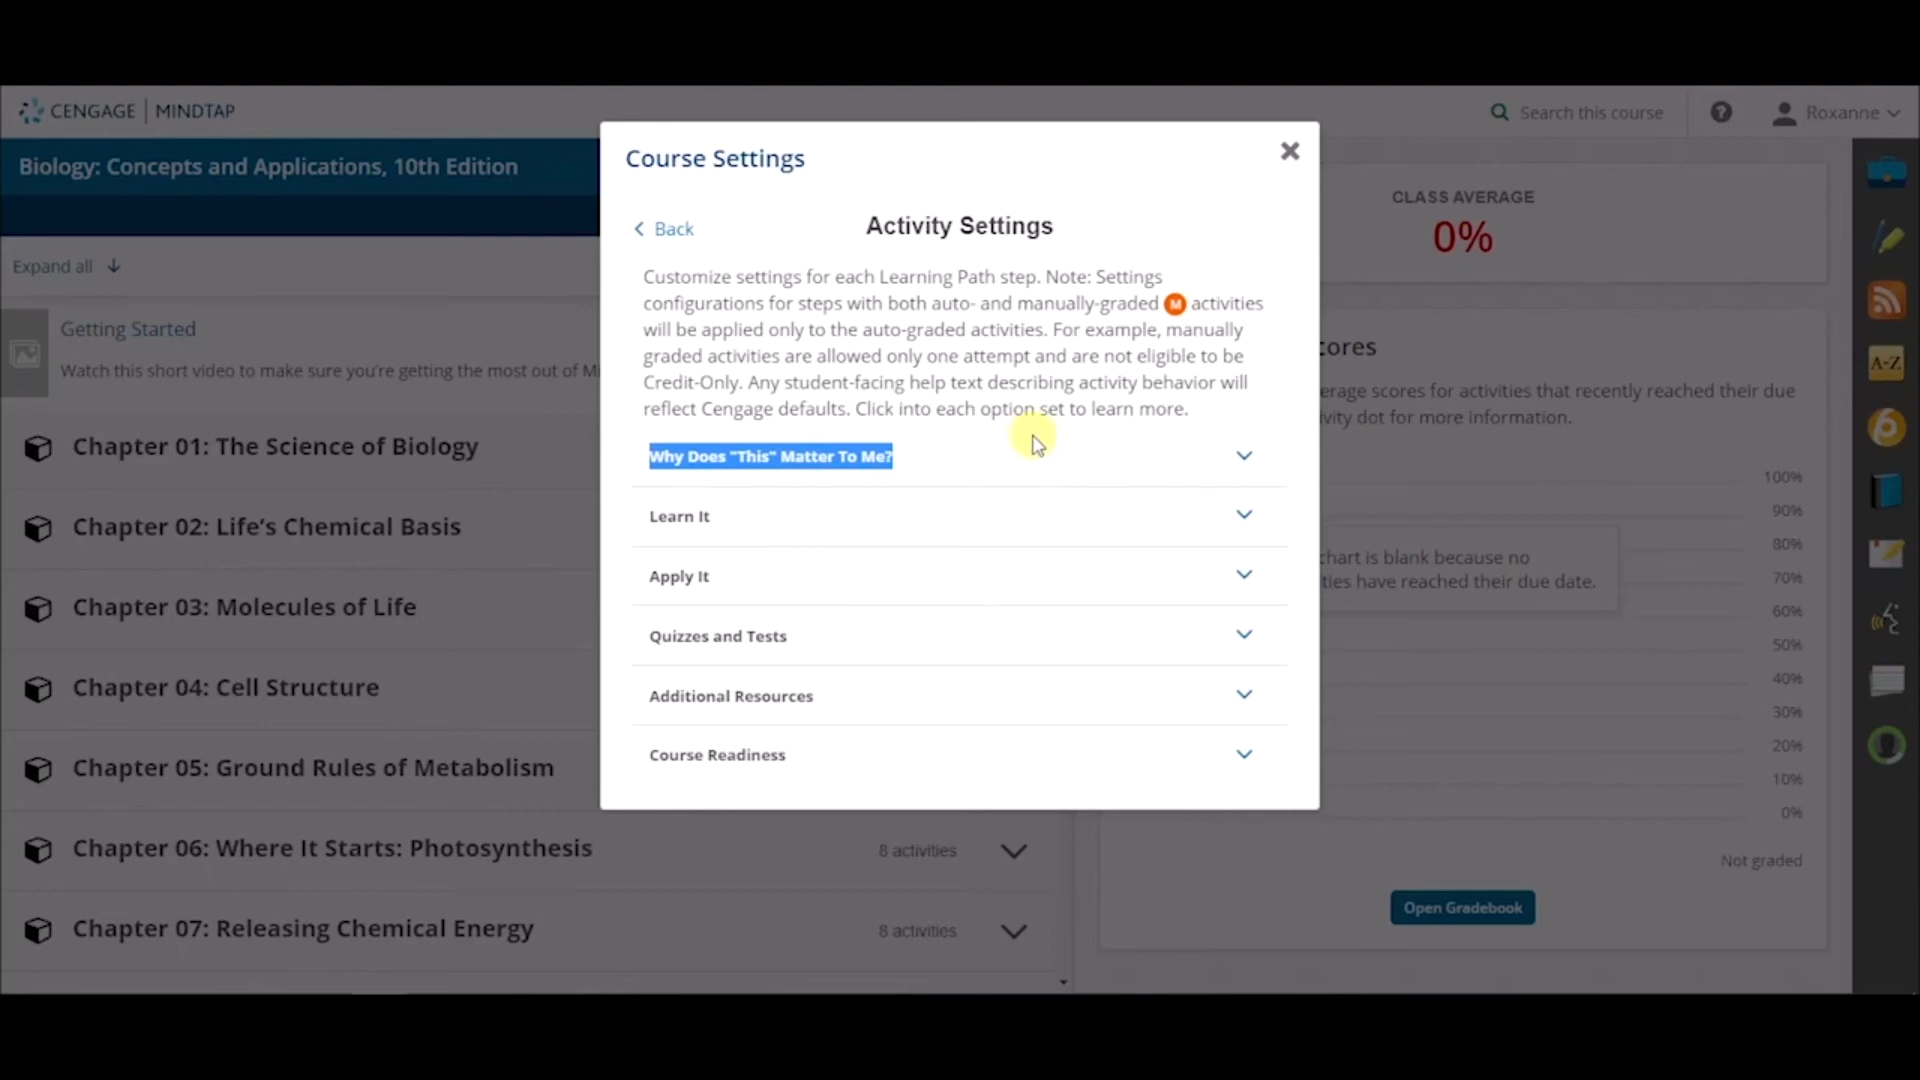 CENGAGE | MINDTAP
Search this course
Roxanne
Biology: Concepts and Applications, 10th Edition
Expand all
Getting Started
Watch this short video to make sure you're getting the most out of
Chapter 01: The Science of Biology
Chapter 02: Life's Chemical Basis
Chapter 03: Molecules of Life
Chapter 04: Cell Structure
Chapter 05: Ground Rules of Metabolism
Chapter 06: Where It Starts: Photosynthesis
8 activities
Chapter 07: Releasing Chemical Energy
8 activities
Course Settings
Back
Activity Settings
Customize settings for each Learning Path step. Note: Settings
configurations for steps with both auto- and manually-graded M activities
will be applied only to the auto-graded activities. For example, manually
graded activities are allowed only one attempt and are not eligible to be
Credit-Only. Any student-facing help text describing activity behavior will
reflect Cengage defaults. Click into each option set to learn more.
Why Does "This" Matter To Me?
Learn It
Apply It
Quizzes and Tests
Additional Resources
Course Readiness
CLASS AVERAGE
0%
cores
erage scores for activities that recently reached their due
ivity dot for more information.
chart is blank because no
ties have reached their due date.
100%
90%
80%
70%
60%
50%
40%
30%
20%
10%
0%
Not graded
Open Gradebook
A-Z